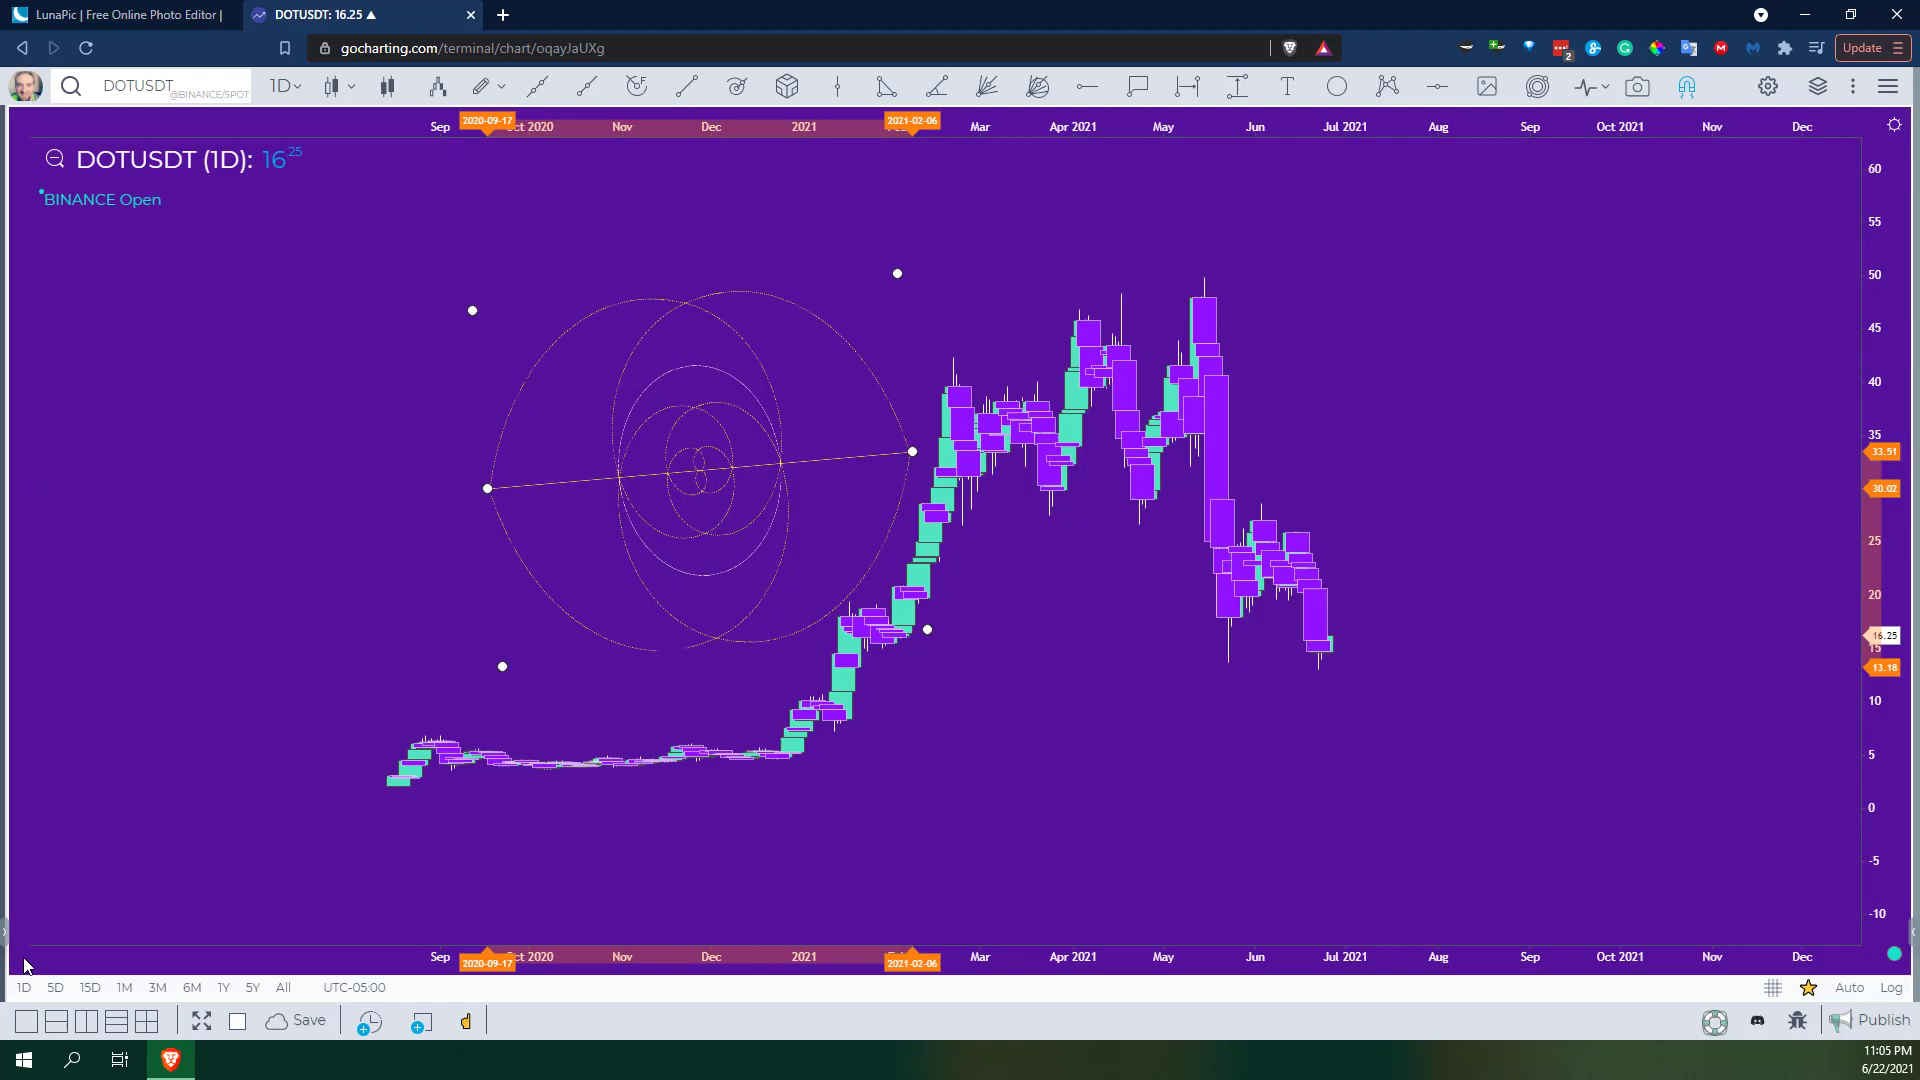 LunaPic | Free Online Photo Editor |
DOTUSDT: 16.25 ▲
gocharting.com/terminal/chart/oqayJaUXg
2
Update
DOTUSDT
@BINANCE/SPOT
1D
Sep 2020-09-17 Oct 2020 Nov Dec 2021 2021-02-06 Mar Apr 2021 May Jun Jul 2021 Aug Sep Oct 2021 Nov Dec
DOTUSDT (1D): 16.25
BINANCE Open
60
55
50
45
40
35
33.51
30.02
25
20
16.25
15
13.18
10
5
0
-5
-10
Sep 2020-09-17 Oct 2020 Nov Dec 2021 2021-02-06 Mar Apr 2021 May Jun Jul 2021 Aug Sep Oct 2021 Nov Dec
1D 5D 15D 1M 3M 6M 1Y 5Y All UTC-05:00 Auto Log
Save
Publish
11:05 PM
6/22/2021